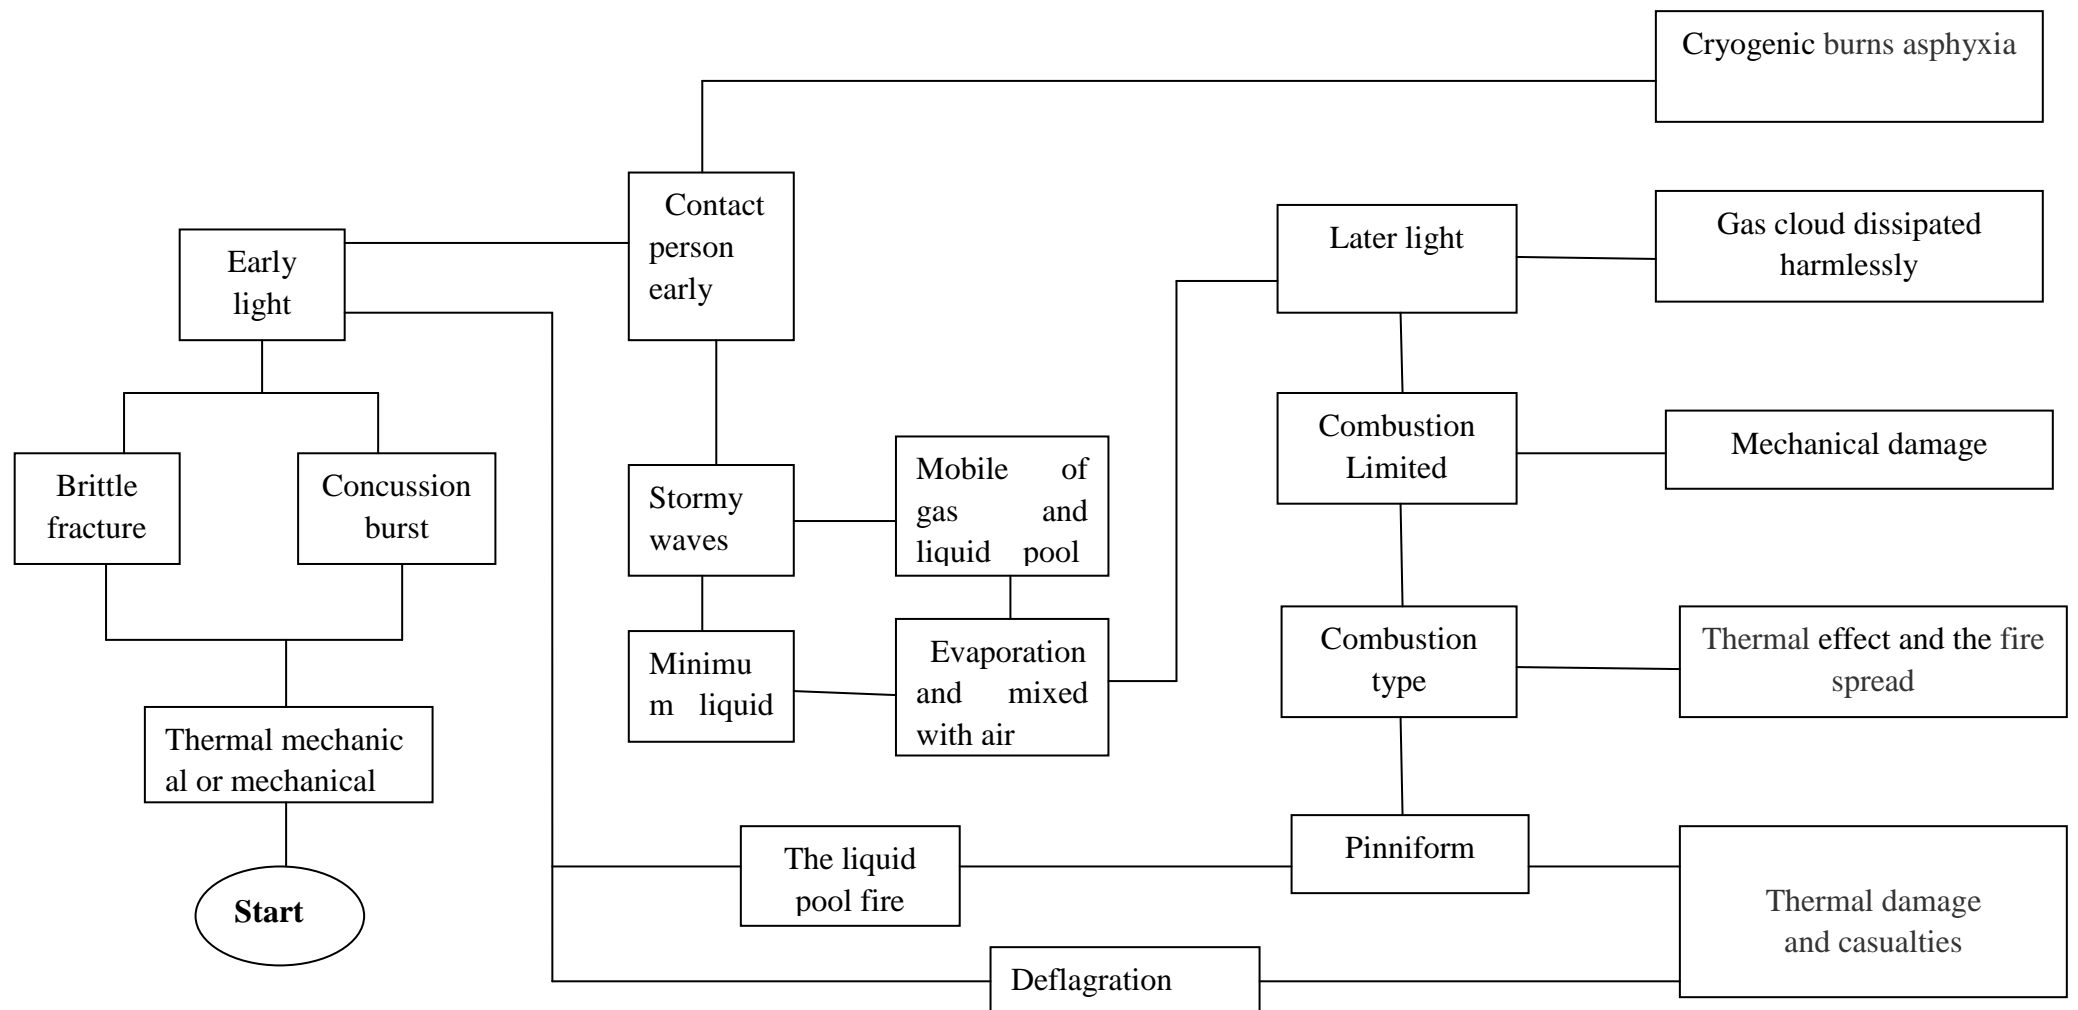 Cryogenic burns asphyxia
Contact
person
early
Later light
Gas cloud dissipated
harmlessly
Early
light
Combustion
Limited
Mechanical damage
Brittle
fracture
Concussion
burst
Stormy
waves
Mobile of
gas and
liquid pool
Minimu
m liquid
Evaporation
and mixed
with air
Combustion
type
Thermal effect and the fire
spread
Thermal mechanic
al or mechanical
The liquid
pool fire
Pinniform
Thermal damage
and casualties
Start
Deflagration